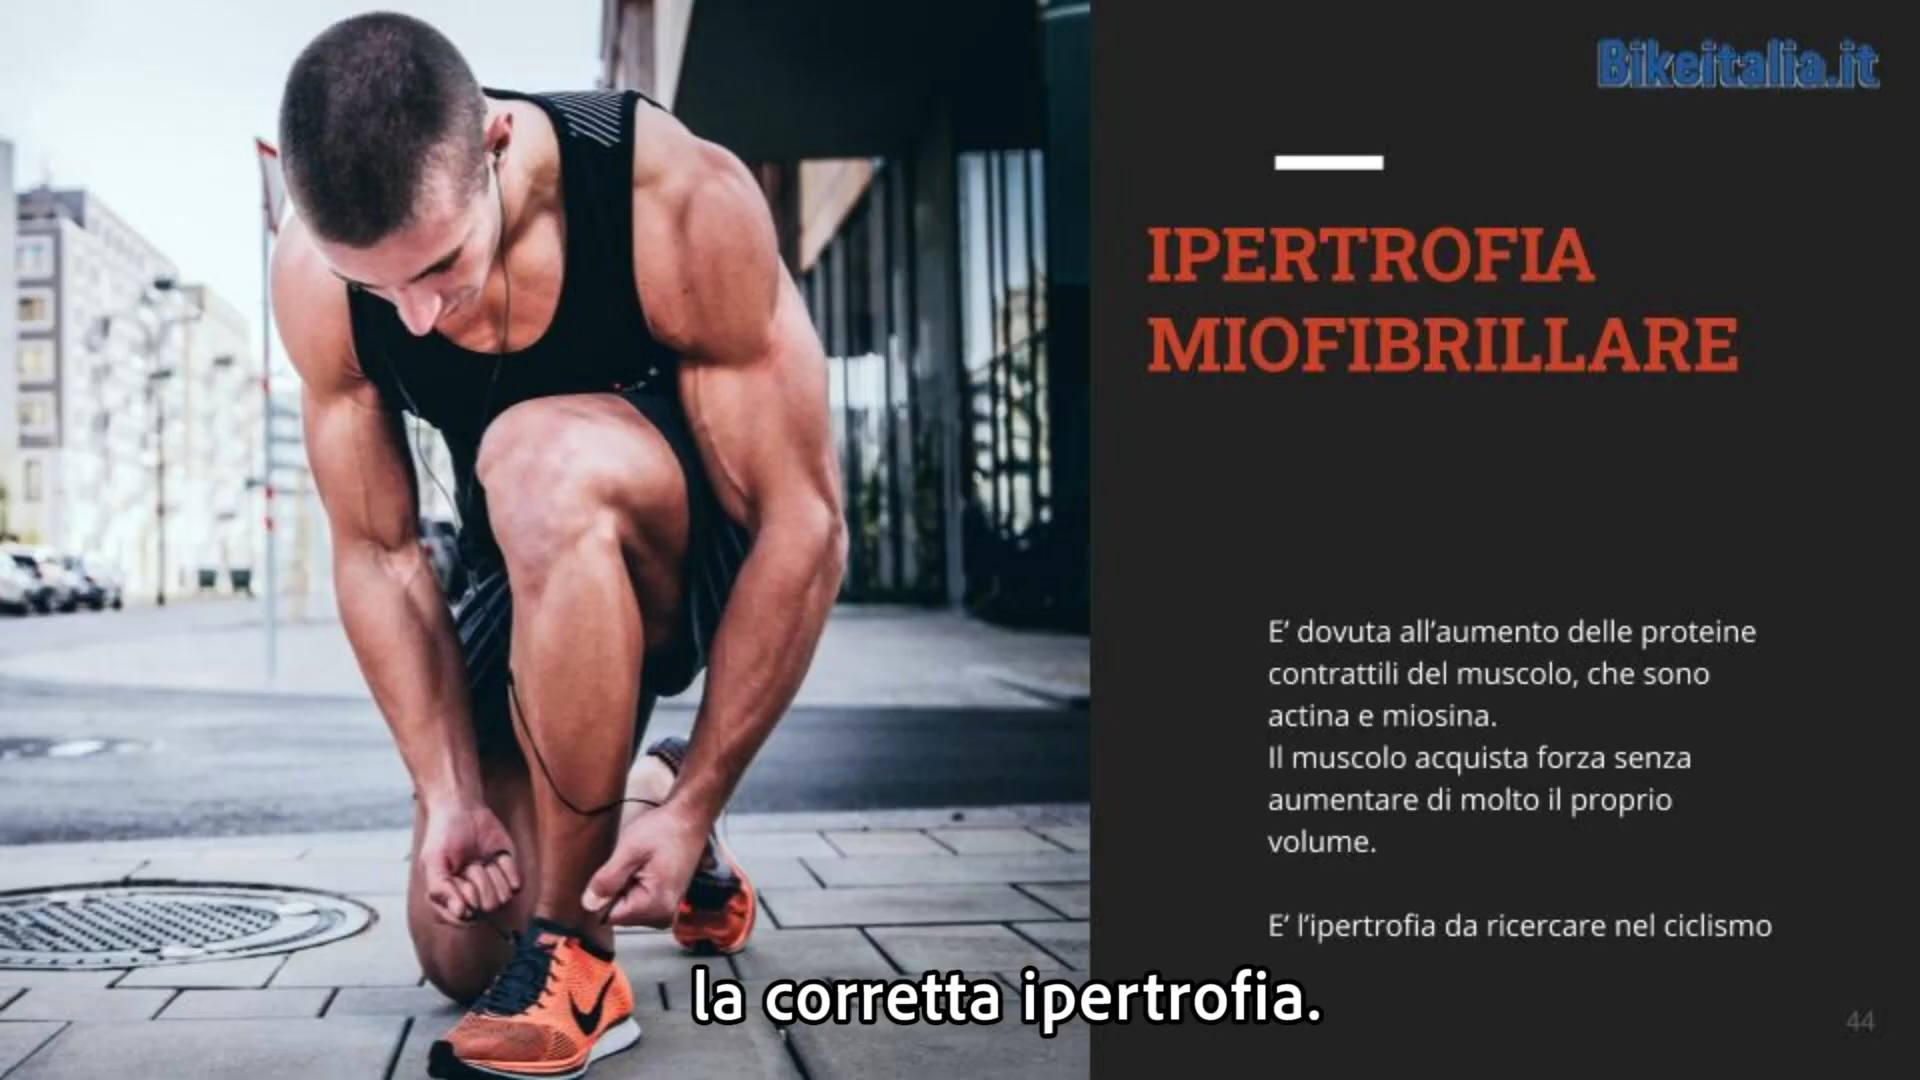 Bikeitalia.it
IPERTROFIA
MIOFIBRILLARE
E' dovuta all'aumento delle proteine
contrattili del muscolo, che sono
actina e miosina.
Il muscolo acquista forza senza
aumentare di molto il proprio
volume.
E' l'ipertrofia da ricercare nel ciclismo
la corretta ipertrofia.
44